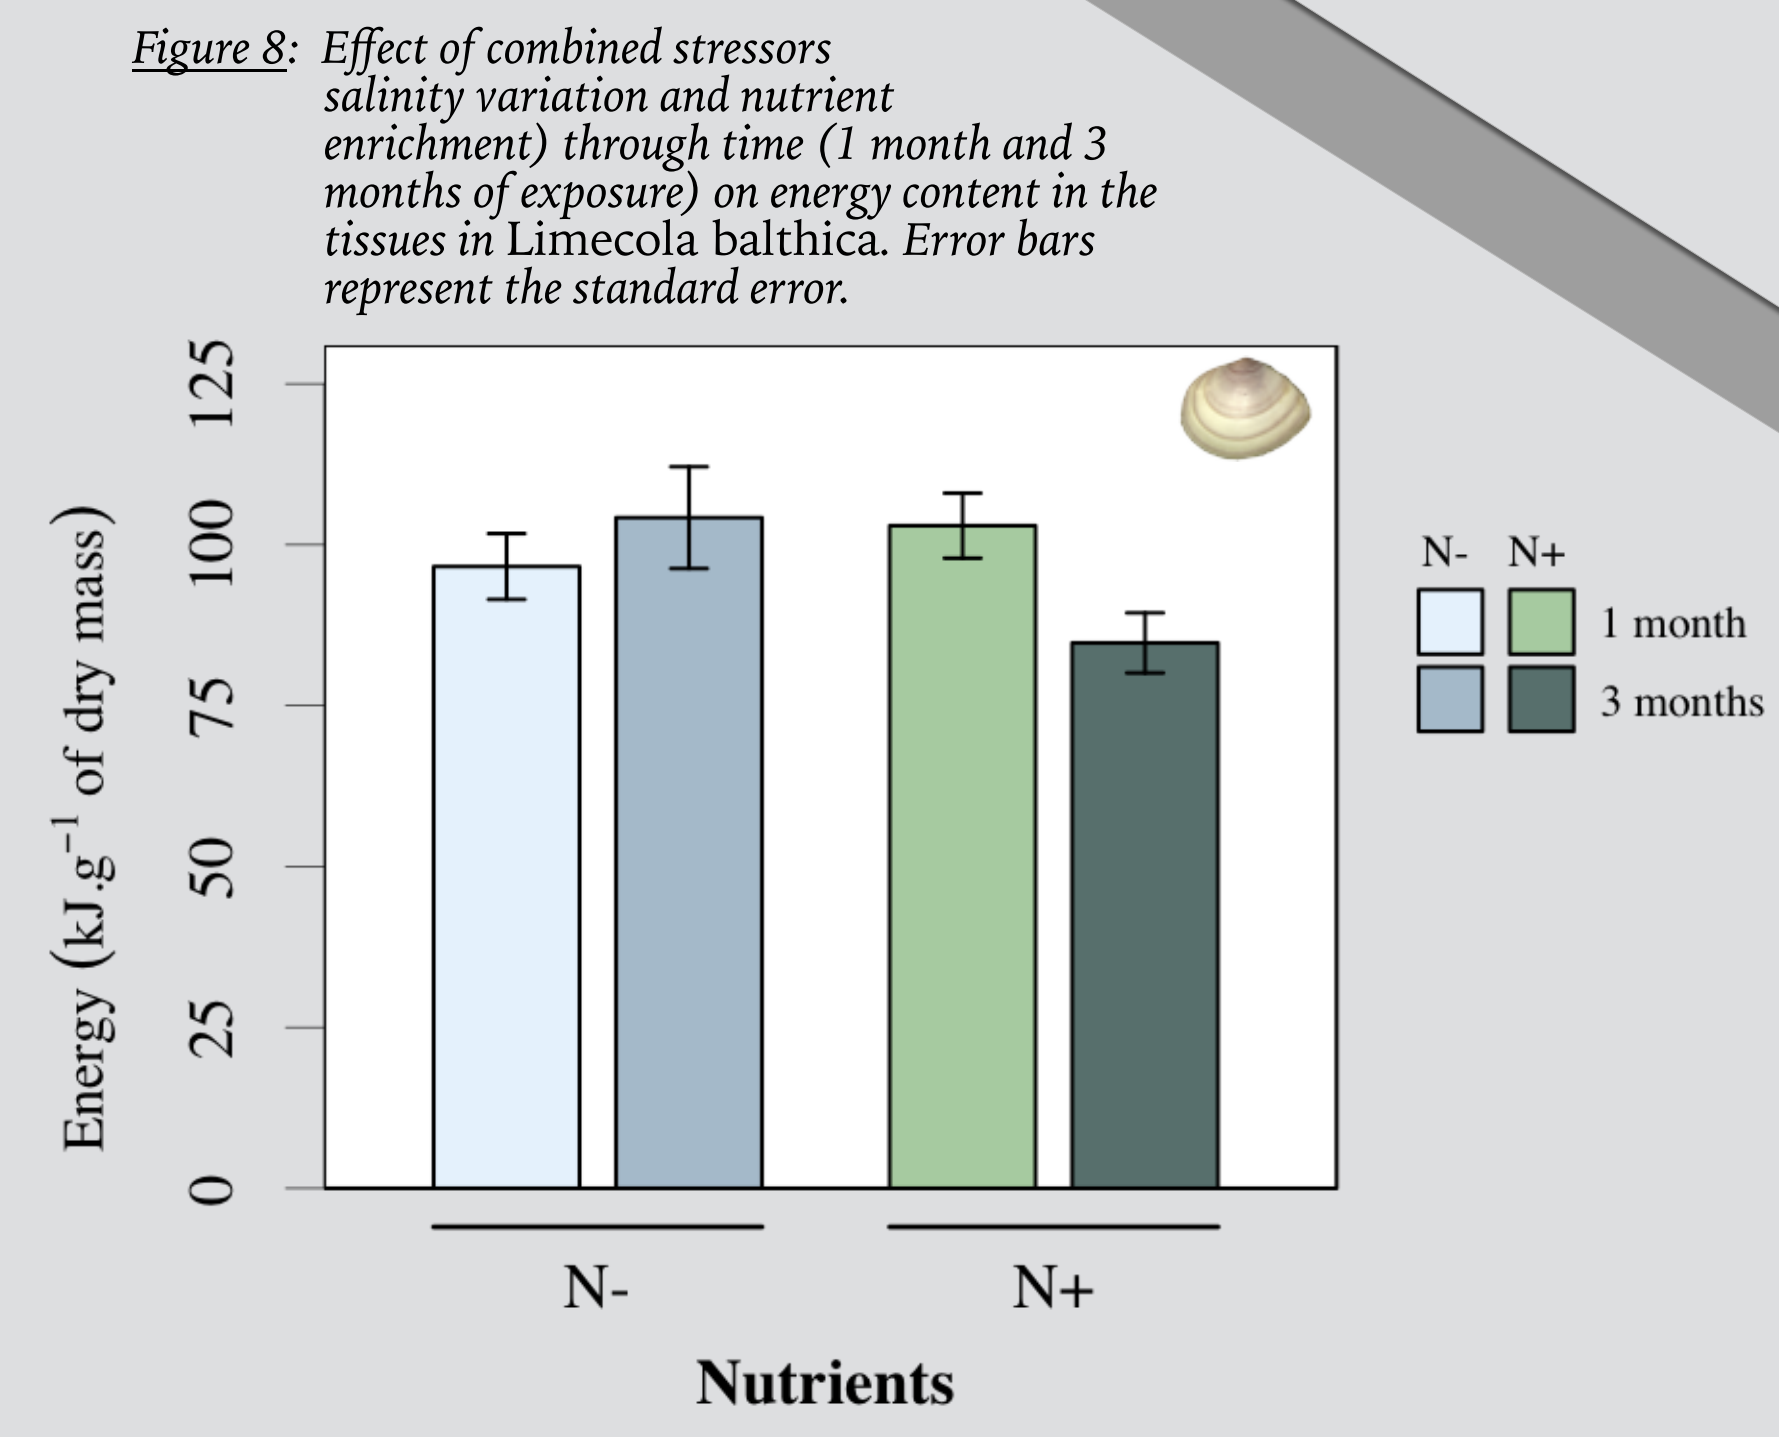 Figure 8: Effect of combined stressors
salinity variation and nutrient
enrichment) through time (1 month and 3
months of exposure) on energy content in the
tissues in Limecola balthica. Error bars
represent the standard error.
125
100
75
50
25
0
Energy (kJ.g⁻¹ of dry mass)
N- N+
1 month
3 months
N-
N+
Nutrients